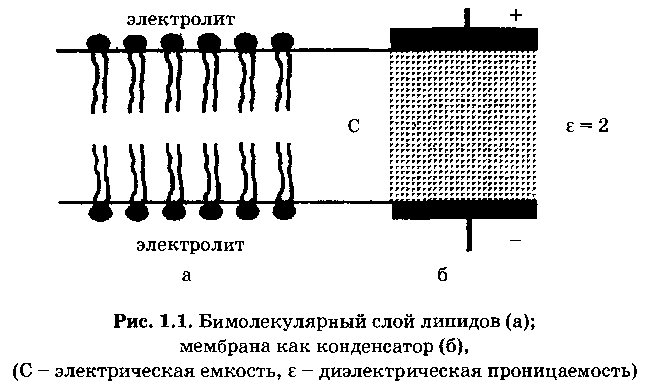 электролит
+
С
ε = 2
электролит
–
а
б
Рис. 1.1. Бимолекулярный слой липидов (а);
мембрана как конденсатор (б),
(С – электрическая емкость, ε – диэлектрическая проницаемость)